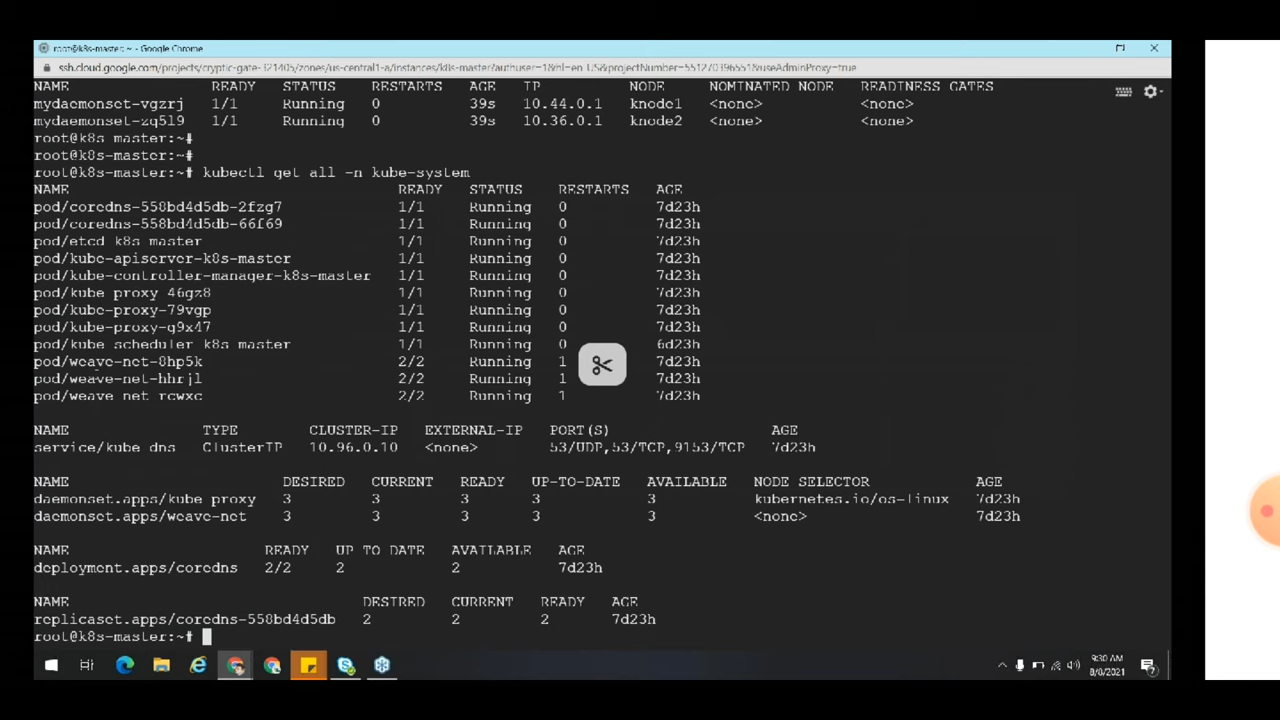 root@k8s-master: ~ - Google Chrome
ssh.cloud.google.com/projects/cryptic-gate-321405/zones/us-central1-a/instances/k8s-master?authuser=1&hl=en_US&projectNumber=551270396551&useAdminProxy=true
NAME READY STATUS RESTARTS AGE IP NODE NOMINATED NODE READINESS GATES
mydaemonset-vgzrj 1/1 Running 0 39s 10.44.0.1 knode1 <none> <none>
mydaemonset-zq5l9 1/1 Running 0 39s 10.36.0.1 knode2 <none> <none>
root@k8s-master:~#
root@k8s-master:~#
root@k8s-master:~# kubectl get all -n kube-system
NAME READY STATUS RESTARTS AGE
pod/coredns-558bd4d5db-2fzg7 1/1 Running 0 7d23h
pod/coredns-558bd4d5db-66f69 1/1 Running 0 7d23h
pod/etcd-k8s-master 1/1 Running 0 7d23h
pod/kube-apiserver-k8s-master 1/1 Running 0 7d23h
pod/kube-controller-manager-k8s-master 1/1 Running 0 7d23h
pod/kube-proxy-46gz8 1/1 Running 0 7d23h
pod/kube-proxy-79vgp 1/1 Running 0 7d23h
pod/kube-proxy-q9x47 1/1 Running 0 7d23h
pod/kube-scheduler-k8s-master 1/1 Running 0 6d23h
pod/weave-net-8hp5k 2/2 Running 1 7d23h
pod/weave-net-hhrjl 2/2 Running 1 7d23h
pod/weave-net-rcwxc 2/2 Running 1 7d23h
NAME TYPE CLUSTER-IP EXTERNAL-IP PORT(S) AGE
service/kube-dns ClusterIP 10.96.0.10 <none> 53/UDP,53/TCP,9153/TCP 7d23h
NAME DESIRED CURRENT READY UP-TO-DATE AVAILABLE NODE SELECTOR AGE
daemonset.apps/kube-proxy 3 3 3 3 3 kubernetes.io/os=linux 7d23h
daemonset.apps/weave-net 3 3 3 3 3 <none> 7d23h
NAME READY UP-TO-DATE AVAILABLE AGE
deployment.apps/coredns 2/2 2 2 7d23h
NAME DESIRED CURRENT READY AGE
replicaset.apps/coredns-558bd4d5db 2 2 2 7d23h
root@k8s-master:~#
9:30 AM
8/8/2021
7